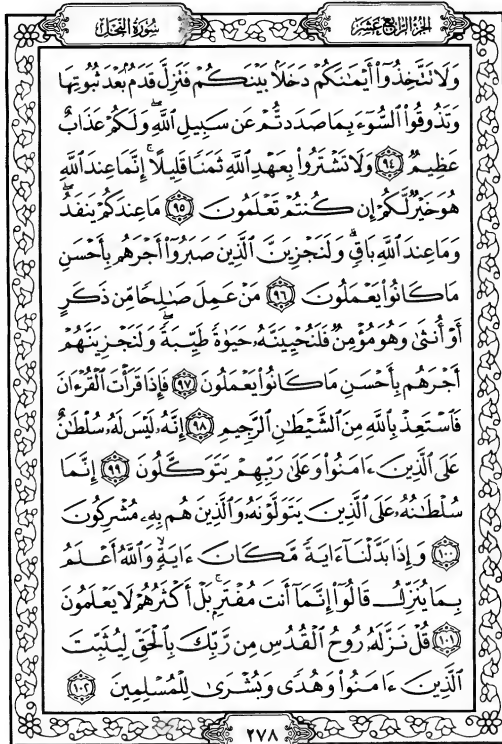 سُورَةُ النَّحْلِ
الجُزْءُ الرَّابِعَ عَشَرَ
وَلَا تَتَّخِذُوٓا۟ أَيْمَٰنَكُمْ دَخَلًۢا بَيْنَكُمْ فَتَزِلَّ قَدَمٌۢ بَعْدَ ثُبُوتِهَا
وَتَذُوقُوا۟ ٱلسُّوٓءَ بِمَا صَدَدتُّمْ عَن سَبِيلِ ٱللَّهِ ۖ وَلَكُمْ عَذَابٌ
عَظِيمٌ ٩٤ وَلَا تَشْتَرُوا۟ بِعَهْدِ ٱللَّهِ ثَمَنًا قَلِيلًا ۚ إِنَّمَا عِندَ ٱللَّهِ
هُوَ خَيْرٌ لَّكُمْ إِن كُنتُمْ تَعْلَمُونَ ٩٥ مَا عِندَكُمْ يَنفَدُ ۖ
وَمَا عِندَ ٱللَّهِ بَاقٍ ۗ وَلَنَجْزِيَنَّ ٱلَّذِينَ صَبَرُوٓا۟ أَجْرَهُم بِأَحْسَنِ
مَا كَانُوا۟ يَعْمَلُونَ ٩٦ مَنْ عَمِلَ صَٰلِحًا مِّن ذَكَرٍ
أَوْ أُنثَىٰ وَهُوَ مُؤْمِنٌ فَلَنُحْيِيَنَّهُۥ حَيَوٰةً طَيِّبَةً ۖ وَلَنَجْزِيَنَّهُمْ
أَجْرَهُم بِأَحْسَنِ مَا كَانُوا۟ يَعْمَلُونَ ٩٧ فَإِذَا قَرَأْتَ ٱلْقُرْءَانَ
فَٱسْتَعِذْ بِٱللَّهِ مِنَ ٱلشَّيْطَٰنِ ٱلرَّجِيمِ ٩٨ إِنَّهُۥ لَيْسَ لَهُۥ سُلْطَٰنٌ
عَلَى ٱلَّذِينَ ءَامَنُوا۟ وَعَلَىٰ رَبِّهِمْ يَتَوَكَّلُونَ ٩٩ إِنَّمَا
سُلْطَٰنُهُۥ عَلَى ٱلَّذِينَ يَتَوَلَّوْنَهُۥ وَٱلَّذِينَ هُم بِهِۦ مُشْرِكُونَ
١٠٠ وَإِذَا بَدَّلْنَآ ءَايَةً مَّكَانَ ءَايَةٍ ۙ وَٱللَّهُ أَعْلَمُ
بِمَا يُنَزِّلُ قَالُوٓا۟ إِنَّمَآ أَنتَ مُفْتَرٍۭ ۚ بَلْ أَكْثَرُهُمْ لَا يَعْلَمُونَ
١٠١ قُلْ نَزَّلَهُۥ رُوحُ ٱلْقُدُسِ مِن رَّبِّكَ بِٱلْحَقِّ لِيُثَبِّتَ
ٱلَّذِينَ ءَامَنُوا۟ وَهُدًى وَبُشْرَىٰ لِلْمُسْلِمِينَ ١٠٢
٢٧٨